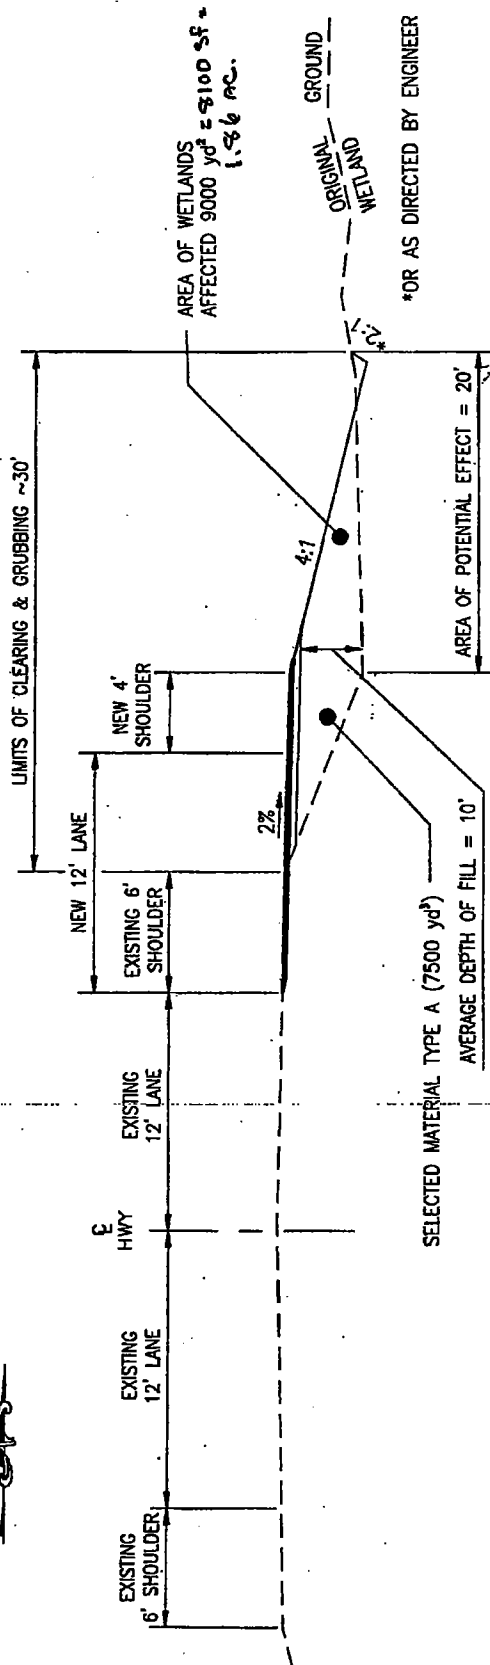 LIMITS OF CLEARING & GRUBBING ~30'
NEW 12' LANE
NEW 4'
SHOULDER
AREA OF WETLANDS
AFFECTED 9000 yd² = 8100 sf =
1.86 AC.
EXISTING
6' SHOULDER
EXISTING
12' LANE
℄
HWY
EXISTING
12' LANE
EXISTING 6'
SHOULDER
2%
4:1
*2:1
ORIGINAL GROUND
WETLAND
SELECTED MATERIAL TYPE A (7500 yd³)
AVERAGE DEPTH OF FILL = 10'
AREA OF POTENTIAL EFFECT = 20'
*OR AS DIRECTED BY ENGINEER